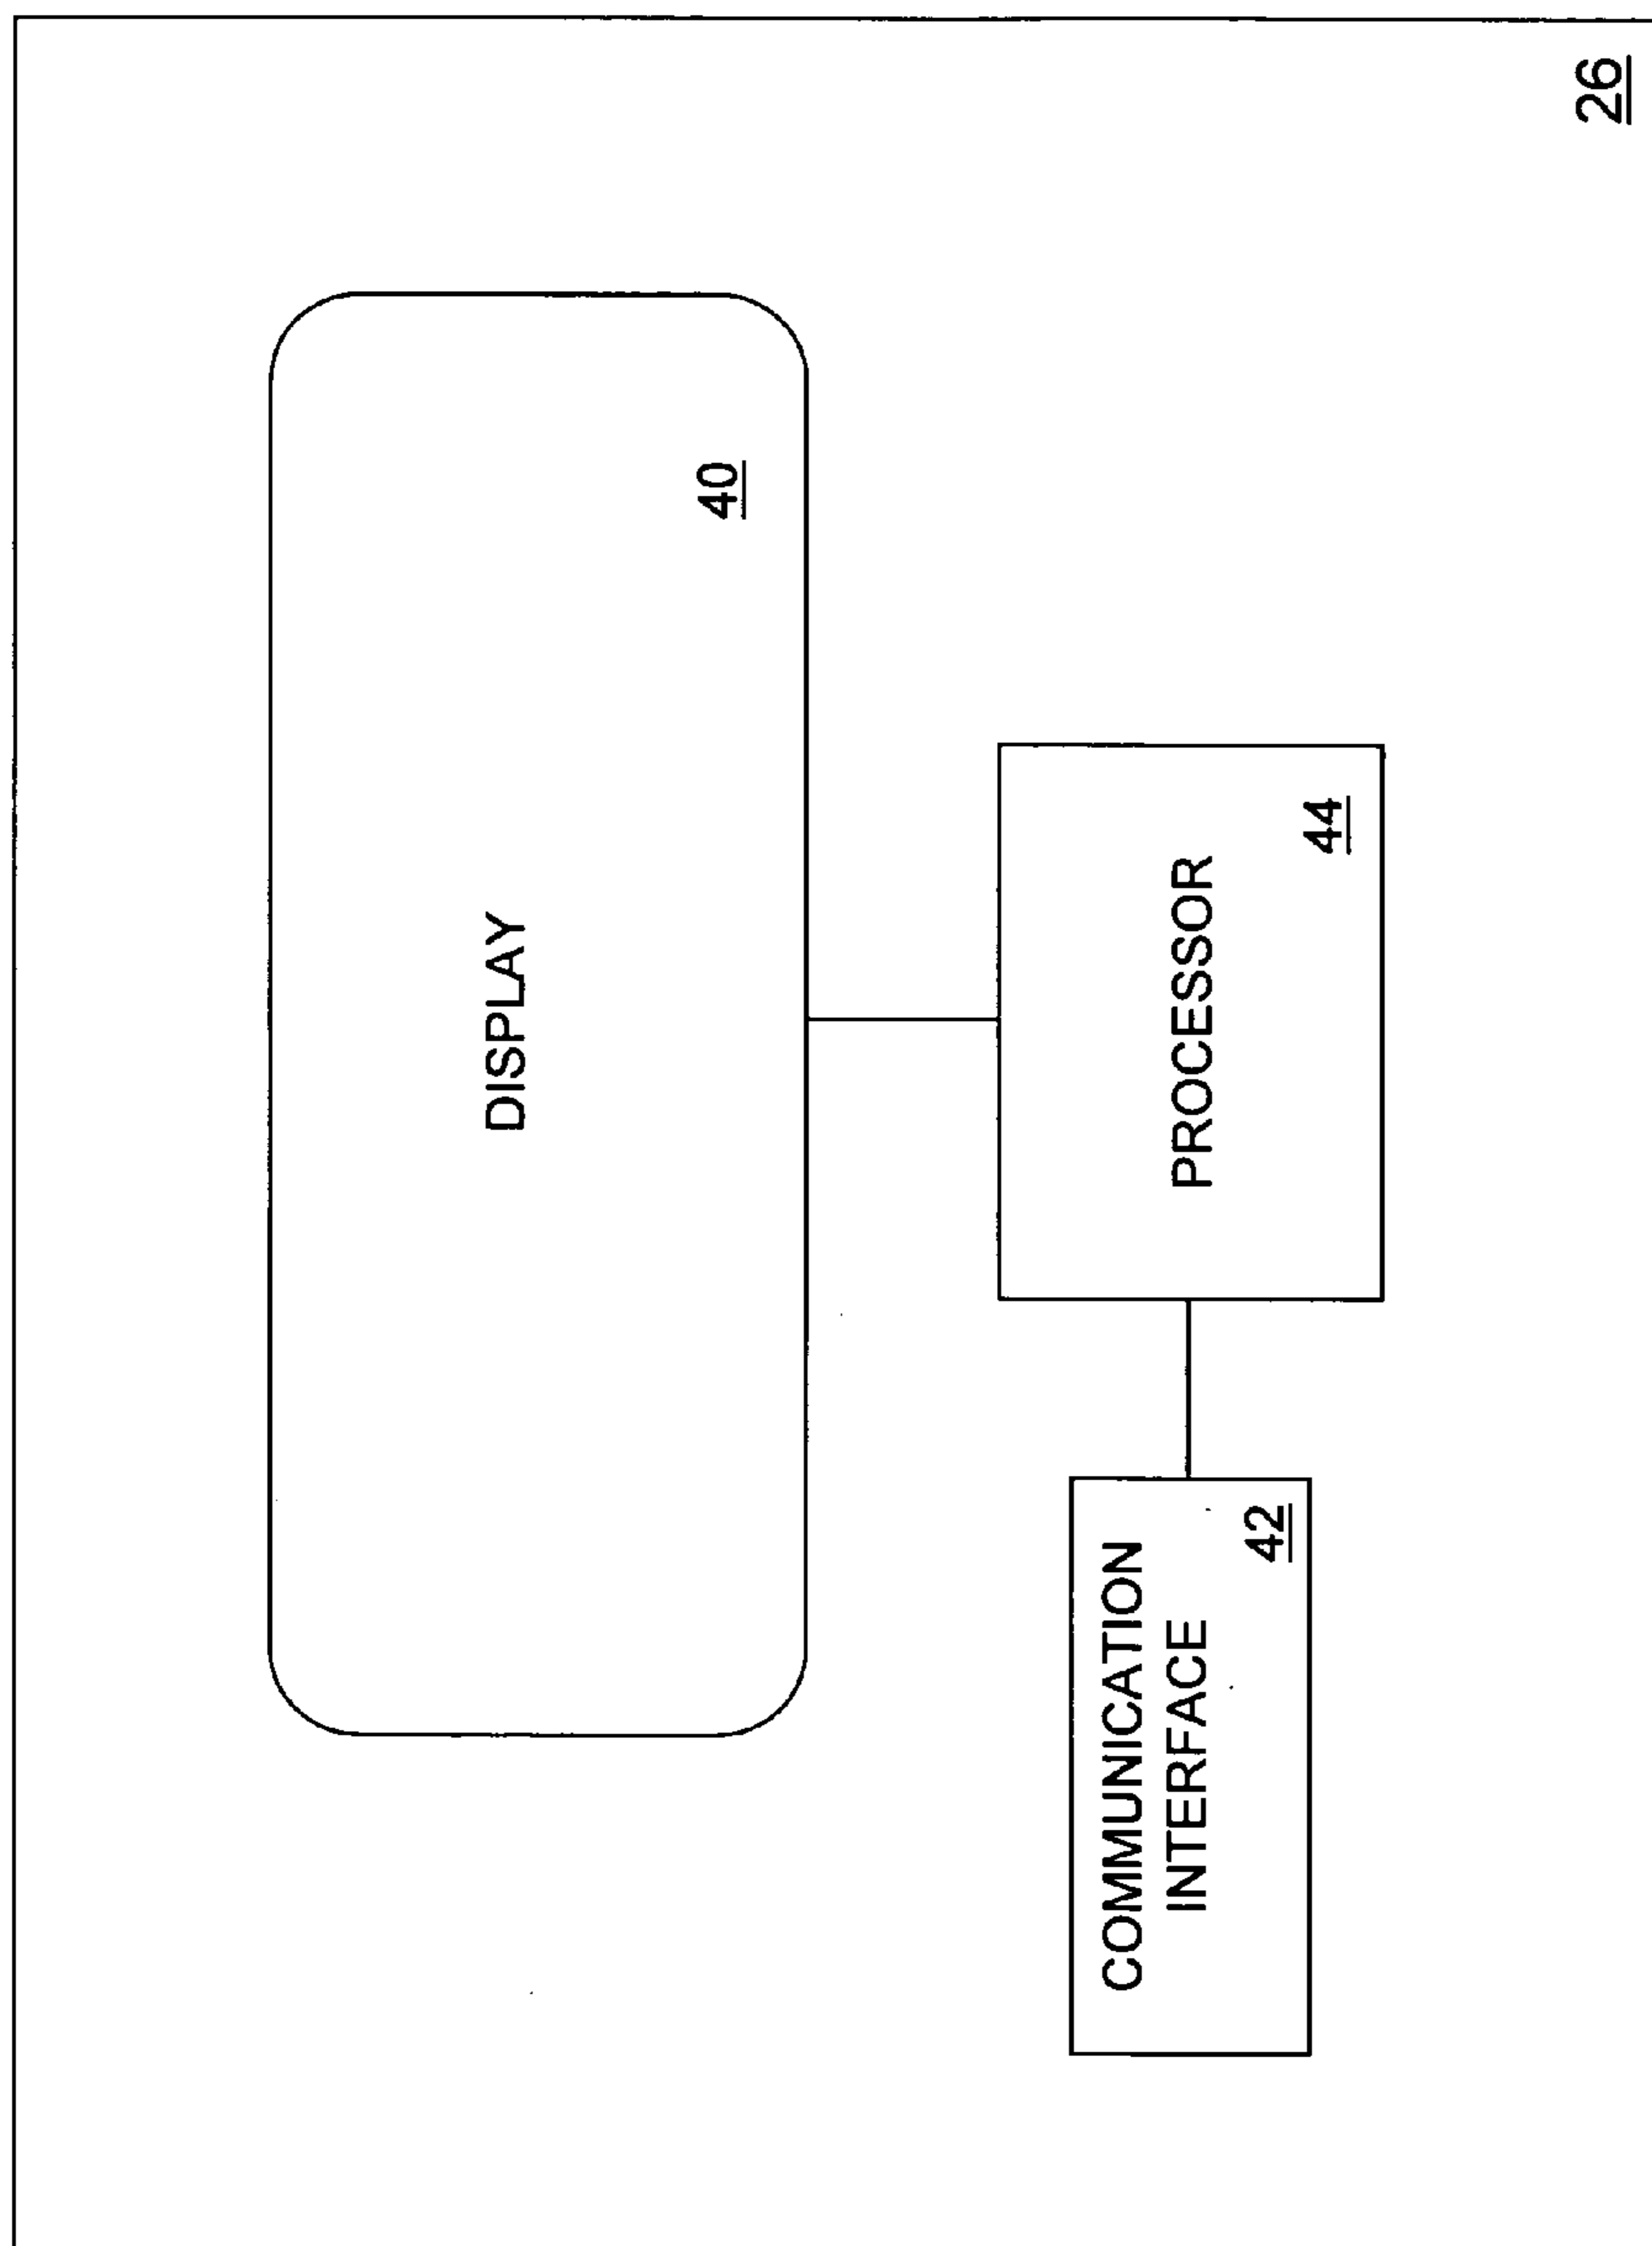 DISPLAY
40
PROCESSOR
44
COMMUNICATION
INTERFACE
42
26